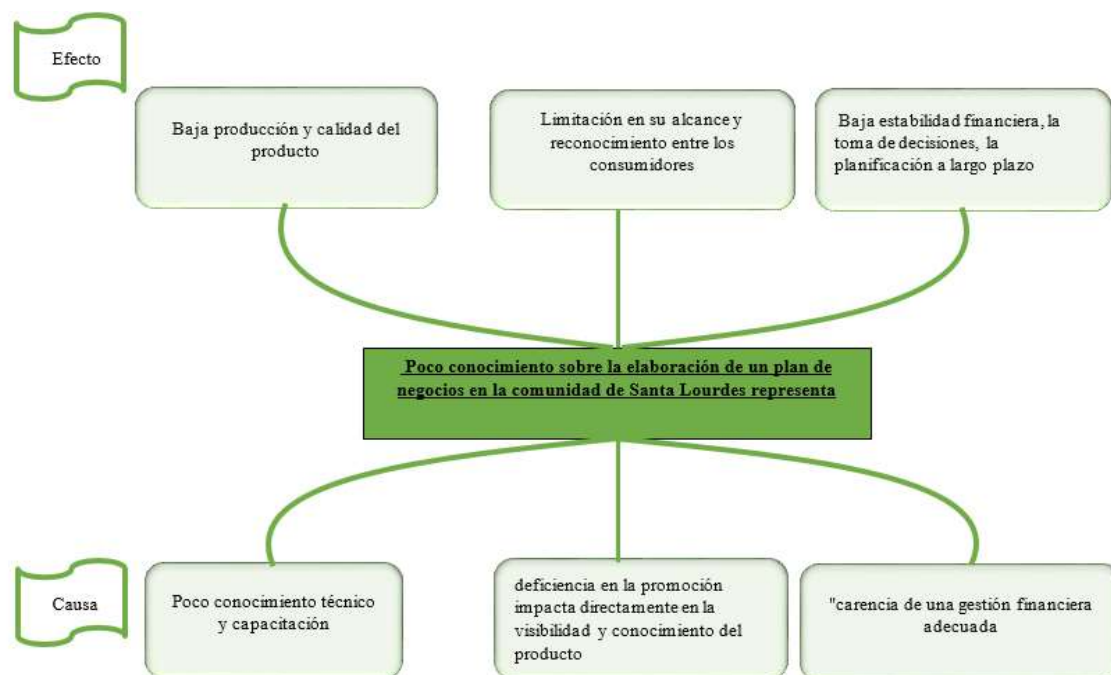 Efecto
Baja producción y calidad del
producto
Limitación en su alcance y
reconocimiento entre los
consumidores
Baja estabilidad financiera, la
toma de decisiones, la
planificación a largo plazo
Poco conocimiento sobre la elaboración de un plan de
negocios en la comunidad de Santa Lourdes representa
Causa
Poco conocimiento técnico
y capacitación
deficiencia en la promoción
impacta directamente en la
visibilidad y conocimiento del
producto
"carencia de una gestión financiera
adecuada